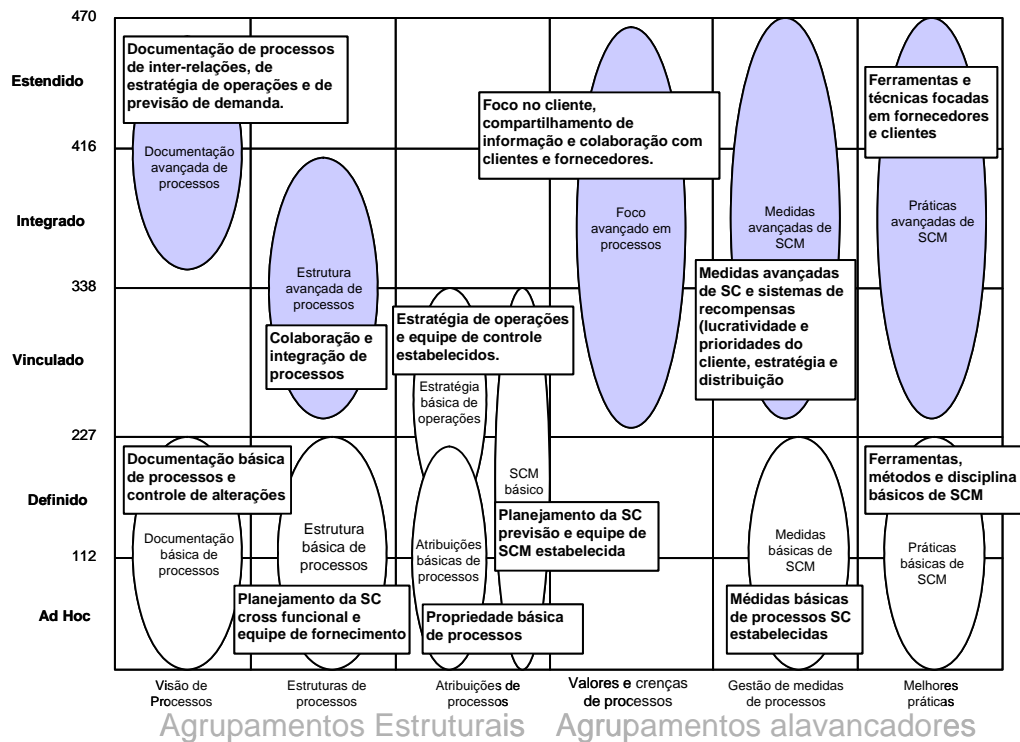 470
Documentação de processos
de inter-relações, de
estratégia de operações e de
previsão de demanda.
Estendido
Ferramentas e
técnicas focadas
em fornecedores
e clientes
Foco no cliente,
compartilhamento de
informação e colaboração com
clientes e fornecedores.
416
Documentação
avançada de
processos
Integrado
Foco
avançado em
processos
Medidas
avançadas de
SCM
Práticas
avançadas de
SCM
Estrutura
avançada de
processos
338
Medidas avançadas
de SC e sistemas de
recompensas
(lucratividade e
prioridades do
cliente, estratégia e
distribuição
Estratégia de operações
e equipe de controle
estabelecidos.
Colaboração e
integração de
processos
Vinculado
Estratégia
básica de
operações
227
Documentação básica
de processos e
controle de alterações
Ferramentas,
métodos e disciplina
básicos de SCM
SCM
básico
Definido
Planejamento da SC
previsão e equipe de
SCM estabelecida
Documentação
básica de
processos
Estrutura
básica de
processos
Atribuições
básicas de
processos
Medidas
básicas de
SCM
Práticas
básicas de
SCM
112
Ad Hoc
Planejamento da SC
cross funcional e
equipe de fornecimento
Propriedade básica
de processos
Médidas básicas
de processos SC
estabelecidas
Visão de
Processos
Estruturas de
processos
Atribuições de
processos
Valores e crenças
de processos
Gestão de medidas
de processos
Melhores
práticas
Agrupamentos Estruturais
Agrupamentos alavancadores